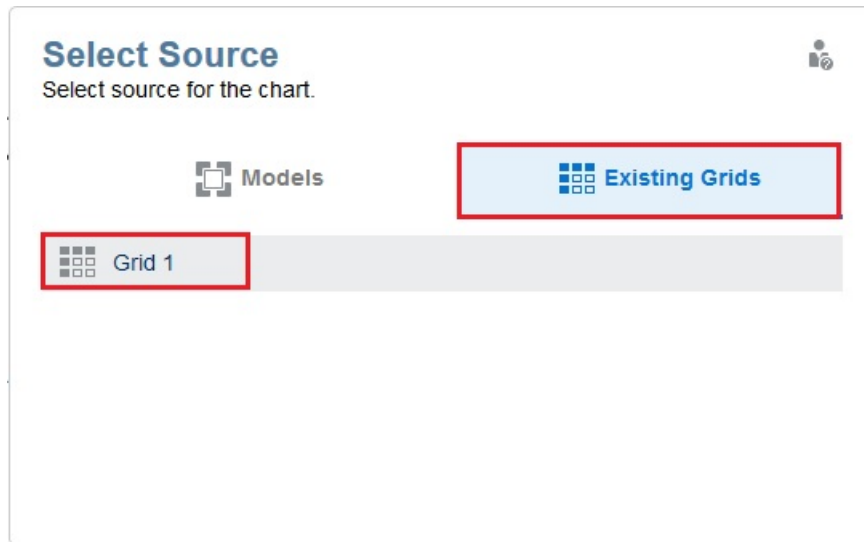 Select Source
Select source for the chart.
Models
Existing Grids
Grid 1